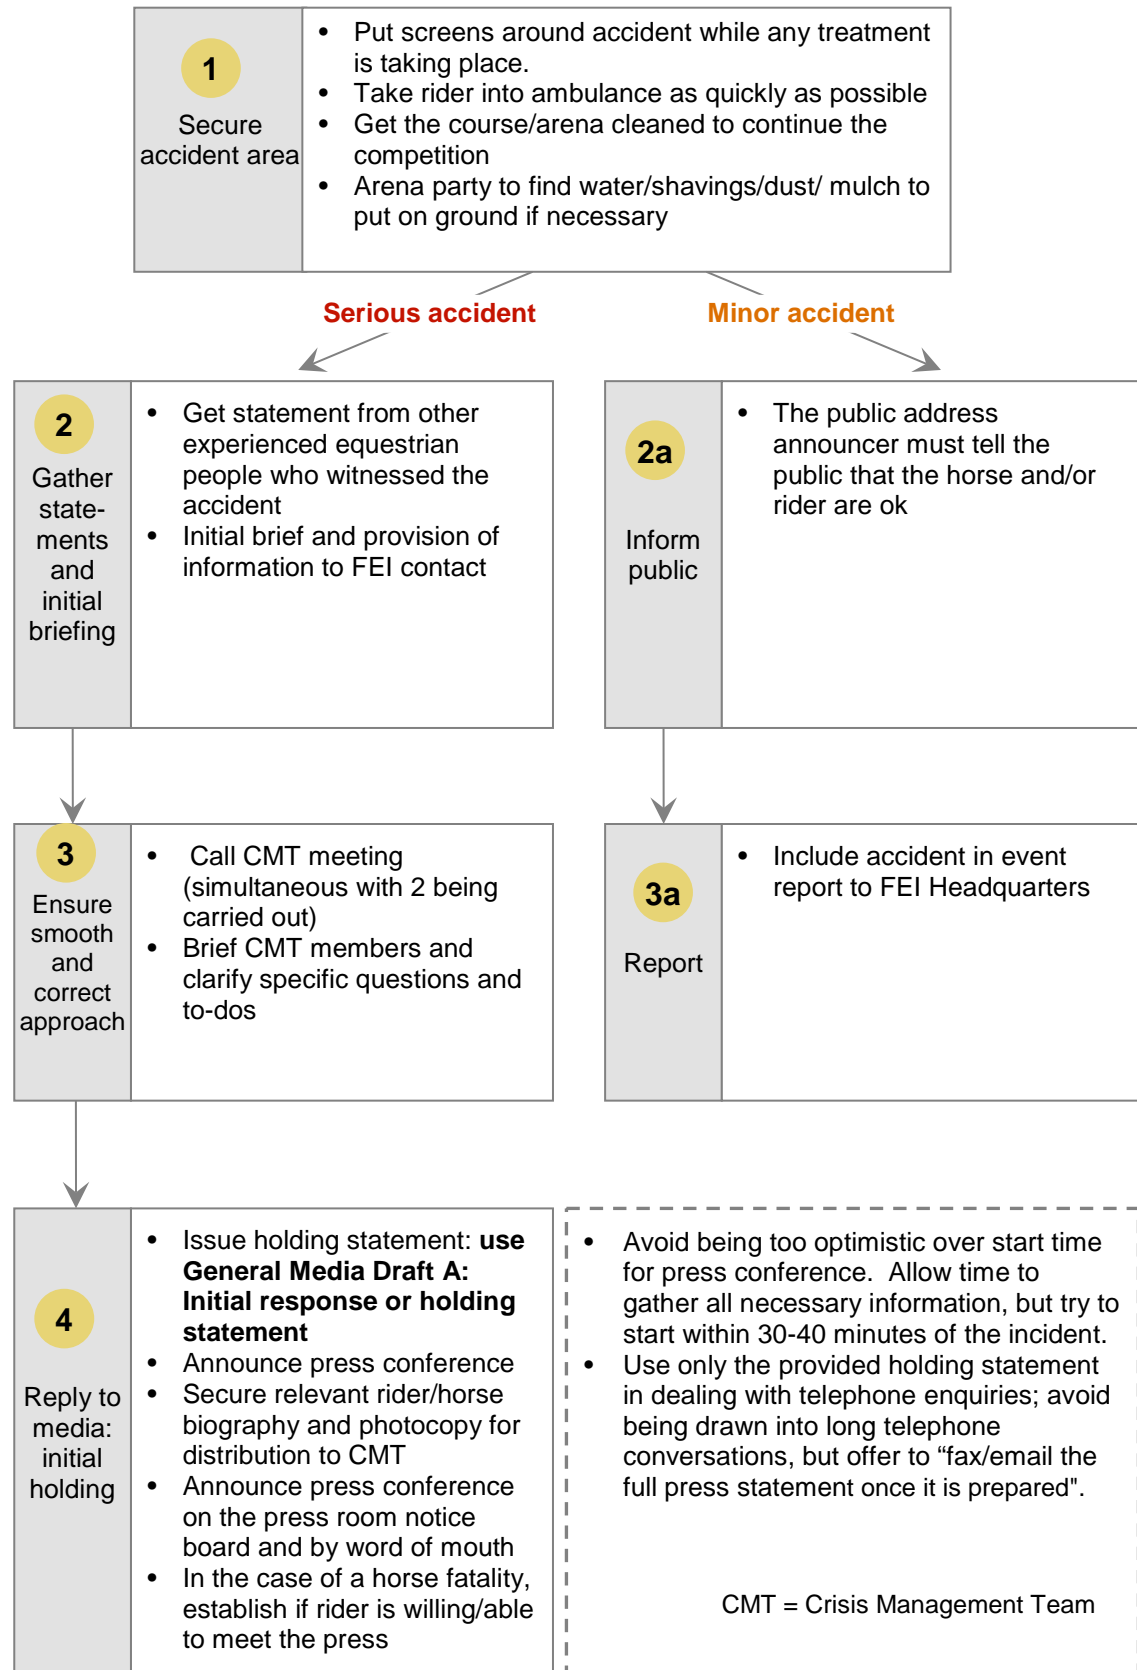 1
Secure
accident area
• Put screens around accident while any treatment
is taking place.
• Take rider into ambulance as quickly as possible
• Get the course/arena cleaned to continue the
competition
• Arena party to find water/shavings/dust/ mulch to
put on ground if necessary
Serious accident
Minor accident
2
Gather
state-
ments
and
initial
briefing
• Get statement from other
experienced equestrian
people who witnessed the
accident
• Initial brief and provision of
information to FEI contact
2a
Inform
public
• The public address
announcer must tell the
public that the horse and/or
rider are ok
3
Ensure
smooth
and
correct
approach
• Call CMT meeting
(simultaneous with 2 being
carried out)
• Brief CMT members and
clarify specific questions and
to-dos
3a
Report
• Include accident in event
report to FEI Headquarters
4
Reply to
media:
initial
holding
• Issue holding statement: use
General Media Draft A:
Initial response or holding
statement
• Announce press conference
• Secure relevant rider/horse
biography and photocopy for
distribution to CMT
• Announce press conference
on the press room notice
board and by word of mouth
• In the case of a horse fatality,
establish if rider is willing/able
to meet the press
• Avoid being too optimistic over start time
for press conference.  Allow time to
gather all necessary information, but try to
start within 30-40 minutes of the incident.
• Use only the provided holding statement
in dealing with telephone enquiries; avoid
being drawn into long telephone
conversations, but offer to “fax/email the
full press statement once it is prepared".
CMT = Crisis Management Team